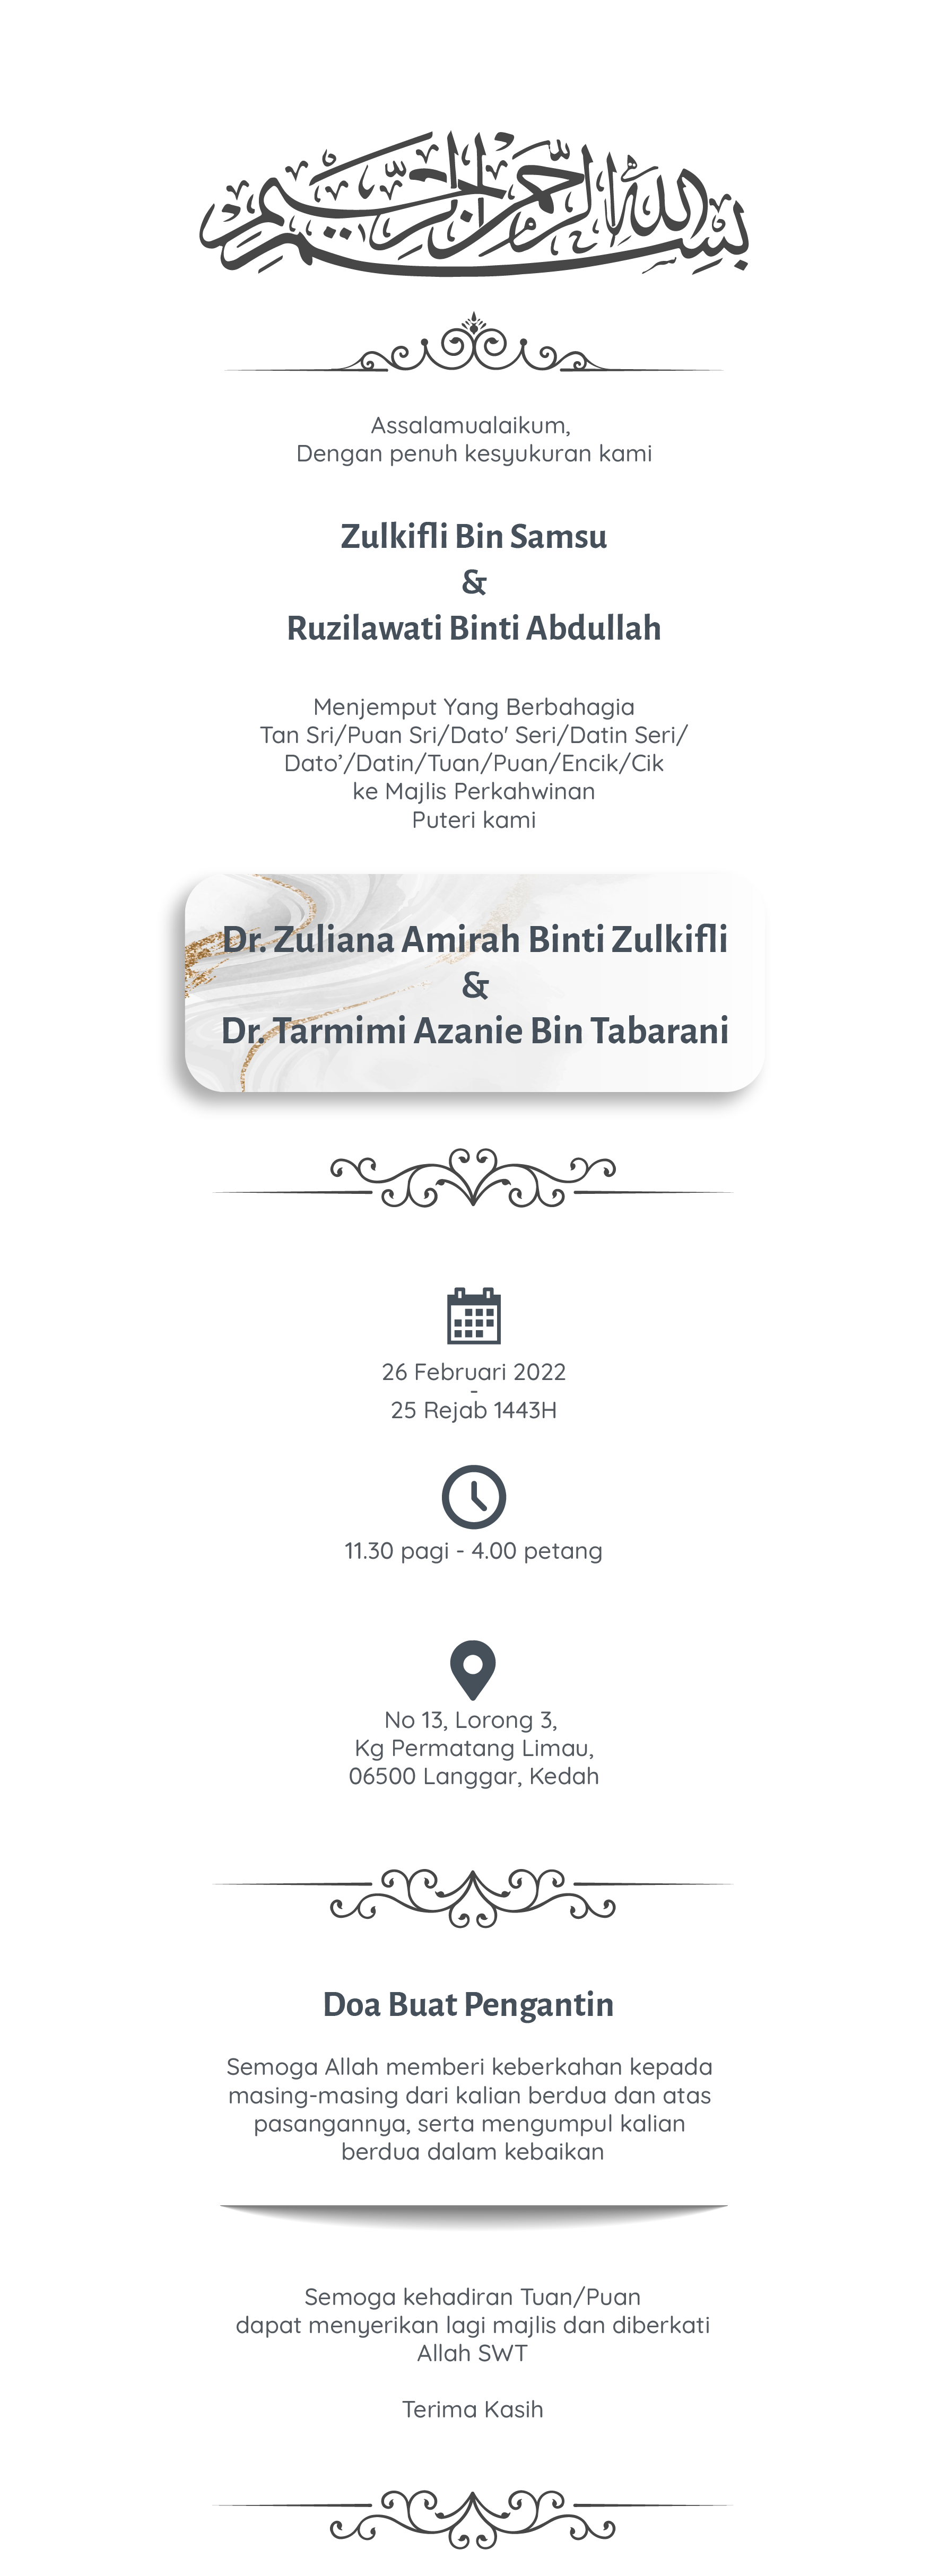 بسم الله الرحمن الرحيم
Assalamualaikum,
Dengan penuh kesyukuran kami
Zulkifli Bin Samsu
&
Ruzilawati Binti Abdullah
Menjemput Yang Berbahagia
Tan Sri/Puan Sri/Dato' Seri/Datin Seri/
Dato’/Datin/Tuan/Puan/Encik/Cik
ke Majlis Perkahwinan
Puteri kami
Dr. Zuliana Amirah Binti Zulkifli
&
Dr. Tarmimi Azanie Bin Tabarani
26 Februari 2022
-
25 Rejab 1443H
11.30 pagi - 4.00 petang
No 13, Lorong 3,
Kg Permatang Limau,
06500 Langgar, Kedah
Doa Buat Pengantin
Semoga Allah memberi keberkahan kepada
masing-masing dari kalian berdua dan atas
pasangannya, serta mengumpul kalian
berdua dalam kebaikan
Semoga kehadiran Tuan/Puan
dapat menyerikan lagi majlis dan diberkati
Allah SWT
Terima Kasih